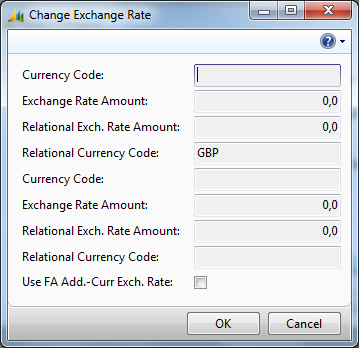 Change Exchange Rate
Currency Code:
Exchange Rate Amount: 0,0
Relational Exch. Rate Amount: 0,0
Relational Currency Code: GBP
Currency Code:
Exchange Rate Amount: 0,0
Relational Exch. Rate Amount: 0,0
Relational Currency Code:
Use FA Add.-Curr Exch. Rate:
OK Cancel